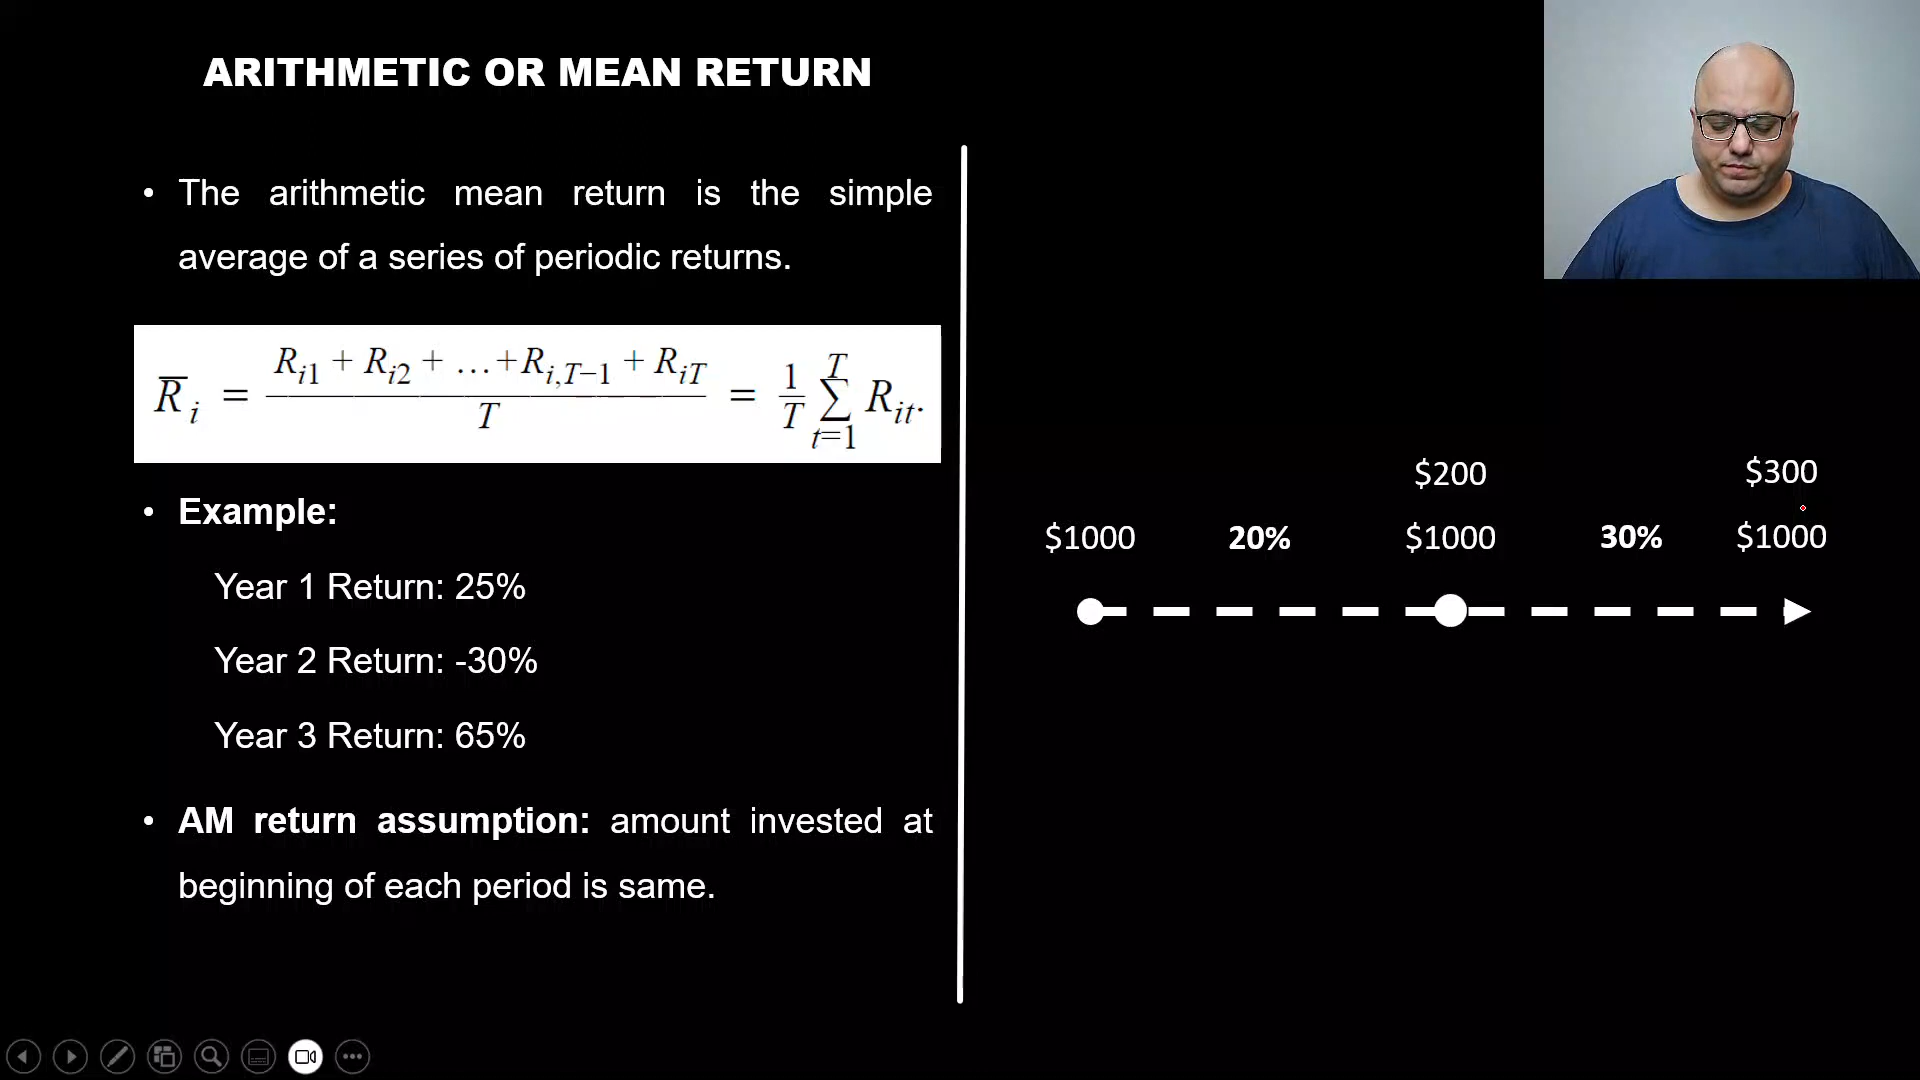 ARITHMETIC OR MEAN RETURN
• The arithmetic mean return is the simple
average of a series of periodic returns.
R̅i = (Ri1 + Ri2 + …+Ri,T−1 + RiT) / T = 1/T ∑(t=1 to T) Rit.
• Example:
Year 1 Return: 25%
Year 2 Return: -30%
Year 3 Return: 65%
• AM return assumption: amount invested at
beginning of each period is same.
$200 $300
$1000 20% $1000 30% $1000